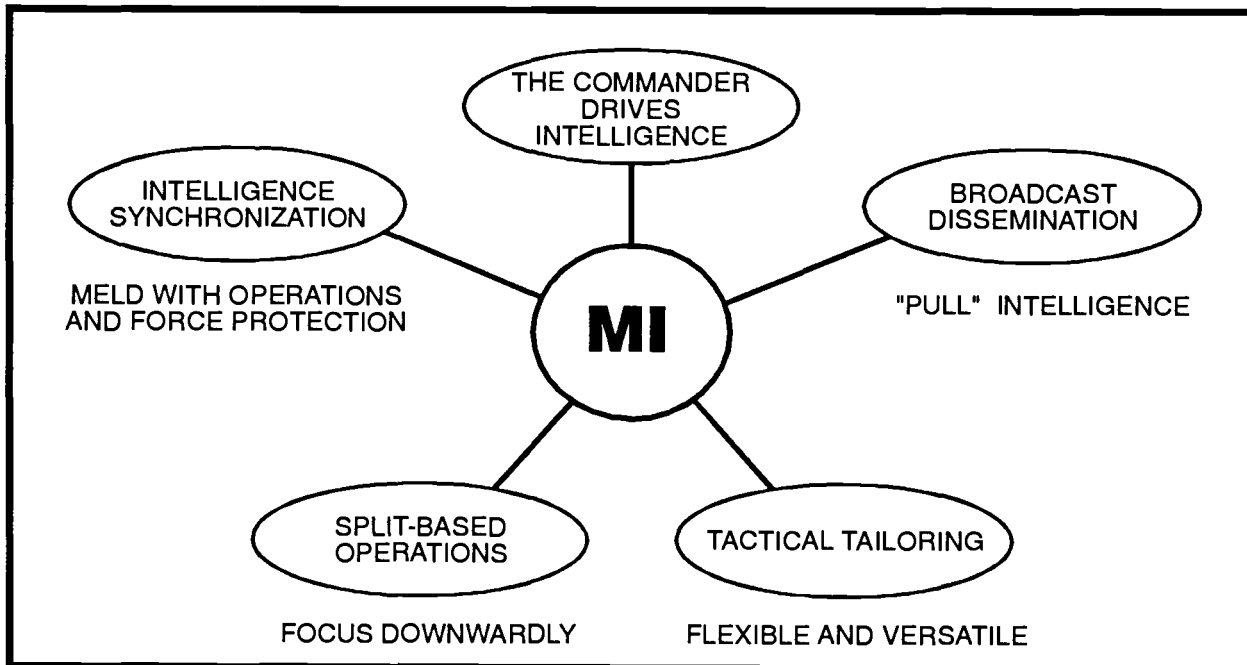 THE COMMANDER
DRIVES
INTELLIGENCE
INTELLIGENCE
SYNCHRONIZATION
MELD WITH OPERATIONS
AND FORCE PROTECTION
BROADCAST
DISSEMINATION
"PULL" INTELLIGENCE
MI
SPLIT-BASED
OPERATIONS
FOCUS DOWNWARDLY
TACTICAL TAILORING
FLEXIBLE AND VERSATILE